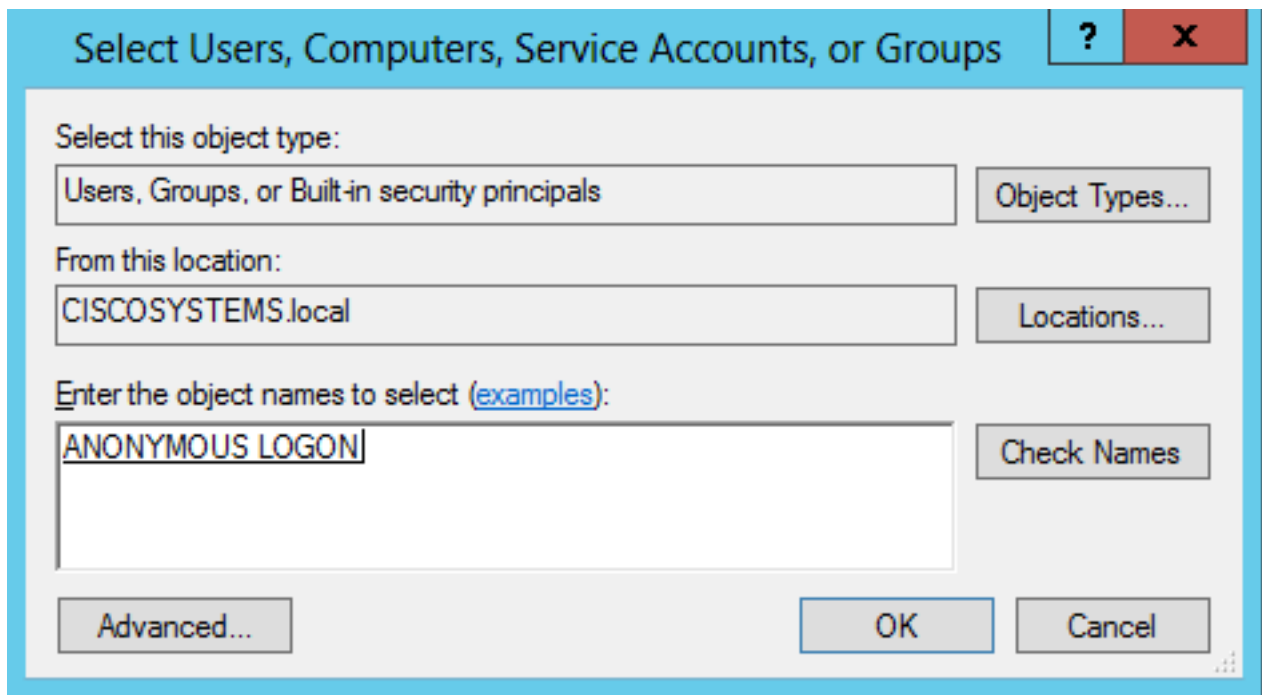 Select Users, Computers, Service Accounts, or Groups
? x
Select this object type:
Users, Groups, or Built-in security principals
Object Types...
From this location:
CISCOSYSTEMS.local
Locations...
Enter the object names to select (examples):
ANONYMOUS LOGON
Check Names
Advanced...
OK
Cancel